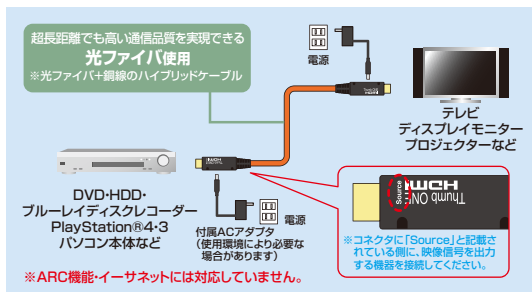 超長距離でも高い通信品質を実現できる
光ファイバ使用
※光ファイバ+銅線のハイブリッドケーブル
電源
テレビ
ディスプレイモニター
プロジェクターなど
DVD・HDD・
ブルーレイディスクレコーダー
PlayStation®4・3
パソコン本体など
付属ACアダプタ
(使用環境により必要な
場合があります)
電源
Source
HDMI
Thumb ONL
※コネクタに「Source」と記載さ
れている側に、映像信号を出力
する機器を接続してください。
※ARC機能・イーサネットには対応していません。